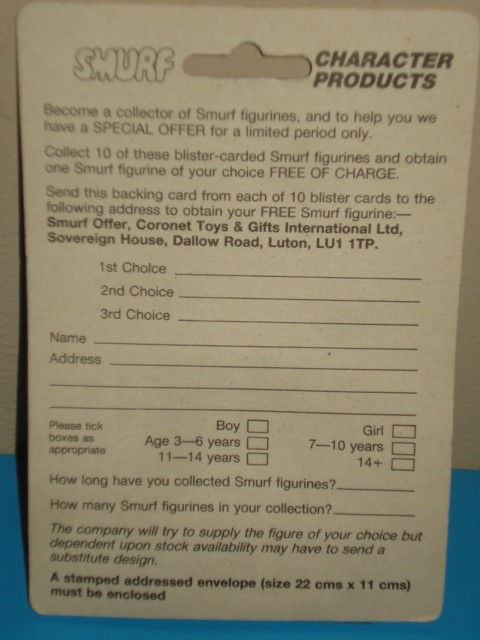 SMURF
CHARACTER
PRODUCTS
Become a collector of Smurf figurines, and to help you we
have a SPECIAL OFFER for a limited period only.
Collect 10 of these blister-carded Smurf figurines and obtain
one Smurf figurine of your choice FREE OF CHARGE.
Send this backing card from each of 10 blister cards to the
following address to obtain your FREE Smurf figurine:—
Smurf Offer, Coronet Toys & Gifts International Ltd,
Sovereign House, Dallow Road, Luton, LU1 1TP.
1st Choice
2nd Choice
3rd Choice
Name
Address
Please tick
boxes as
appropriate
Boy
Girl
Age 3—6 years
7—10 years
11—14 years
14+
How long have you collected Smurf figurines?
How many Smurf figurines in your collection?
The company will try to supply the figure of your choice but
dependent upon stock availability may have to send a
substitute design.
A stamped addressed envelope (size 22 cms x 11 cms)
must be enclosed